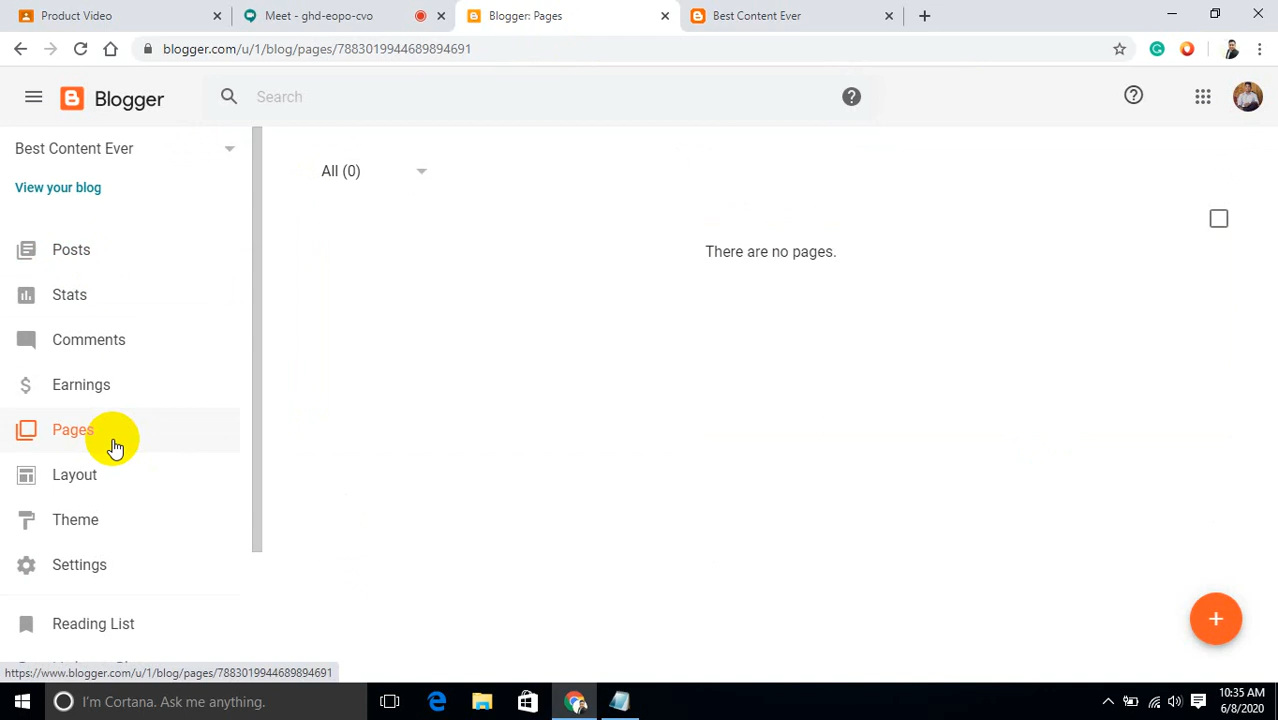 Product Video
Meet - ghd-eopo-cvo
Blogger: Pages
Best Content Ever
blogger.com/u/1/blog/pages/7883019944689894691
Blogger
Search
Best Content Ever
View your blog
All (0)
There are no pages.
Posts
Stats
Comments
Earnings
Pages
Layout
Theme
Settings
Reading List
https://www.blogger.com/u/1/blog/pages/7883019944689894691
I'm Cortana. Ask me anything.
10:35 AM
6/8/2020